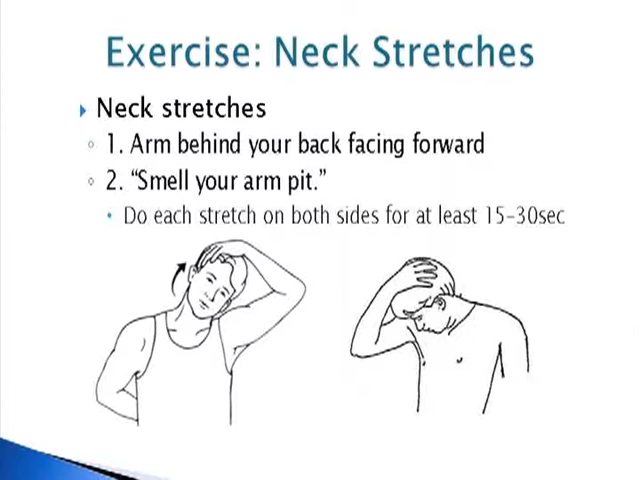 Exercise: Neck Stretches
Neck stretches
1. Arm behind your back facing forward
2. “Smell your arm pit.”
Do each stretch on both sides for at least 15-30sec